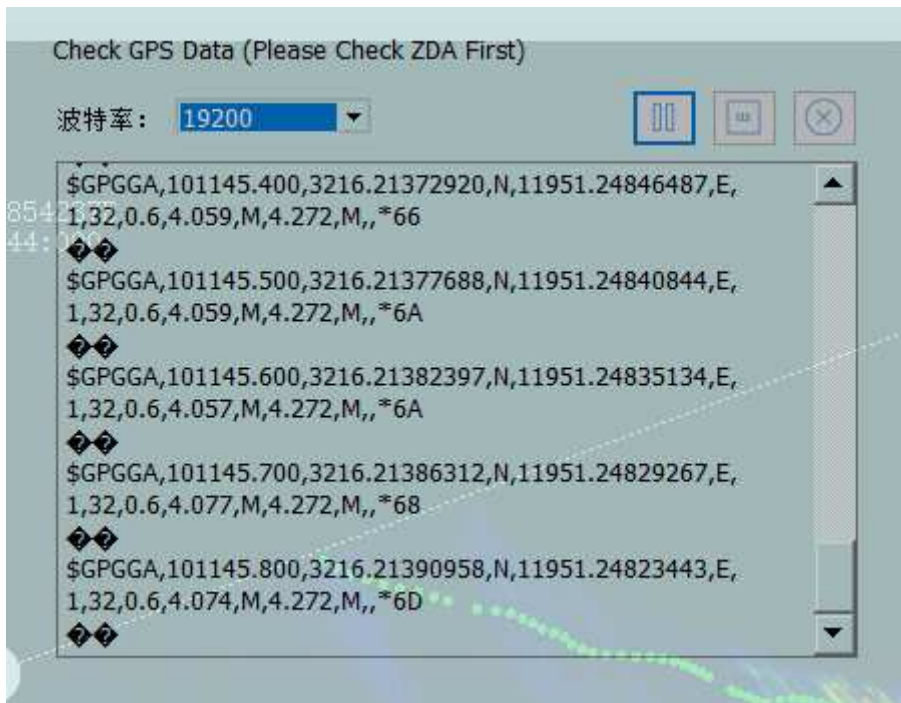 Check GPS Data (Please Check ZDA First)
波特率: 19200
$GPGGA,101145.400,3216.21372920,N,11951.24846487,E,
1,32,0.6,4.059,M,4.272,M,,*66
��
$GPGGA,101145.500,3216.21377688,N,11951.24840844,E,
1,32,0.6,4.059,M,4.272,M,,*6A
��
$GPGGA,101145.600,3216.21382397,N,11951.24835134,E,
1,32,0.6,4.057,M,4.272,M,,*6A
��
$GPGGA,101145.700,3216.21386312,N,11951.24829267,E,
1,32,0.6,4.077,M,4.272,M,,*68
��
$GPGGA,101145.800,3216.21390958,N,11951.24823443,E,
1,32,0.6,4.074,M,4.272,M,,*6D
��